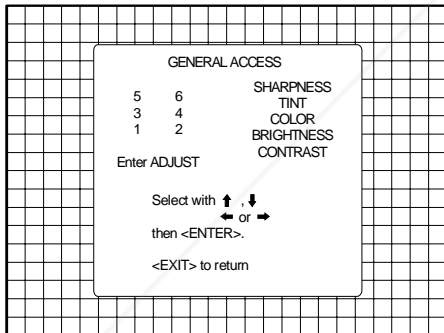 GENERAL ACCESS
5 6
3 4
1 2
Enter ADJUST
SHARPNESS
TINT
COLOR
BRIGHTNESS
CONTRAST
Select with ↑ , ↓
← or →
then <ENTER>.
<EXIT> to return